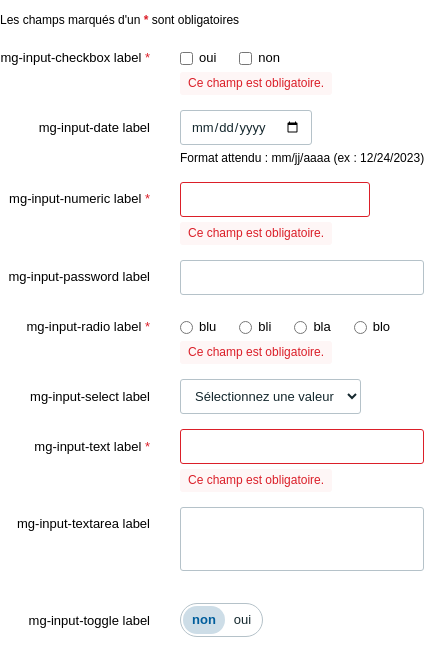 Les champs marqués d'un * sont obligatoires
mg-input-checkbox label * oui non
Ce champ est obligatoire.
mg-input-date label mm/dd/yyyy
Format attendu : mm/jj/aaaa (ex : 12/24/2023)
mg-input-numeric label *
Ce champ est obligatoire.
mg-input-password label
mg-input-radio label * blu bli bla blo
Ce champ est obligatoire.
mg-input-select label Sélectionnez une valeur
mg-input-text label *
Ce champ est obligatoire.
mg-input-textarea label
mg-input-toggle label non oui